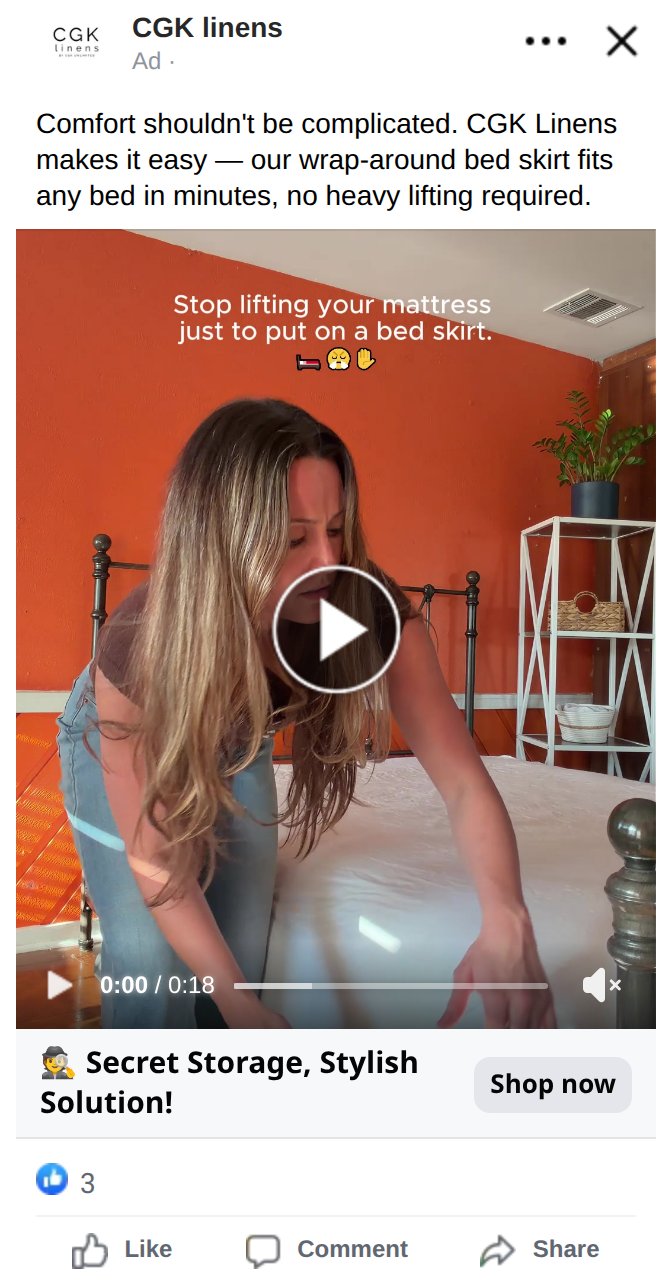 CGK
linens
CGK linens
Ad ·
Comfort shouldn't be complicated. CGK Linens
makes it easy — our wrap-around bed skirt fits
any bed in minutes, no heavy lifting required.
Stop lifting your mattress
just to put on a bed skirt.
🛏️😤✋
0:00 / 0:18
🕵️ Secret Storage, Stylish
Solution!
Shop now
3
Like
Comment
Share